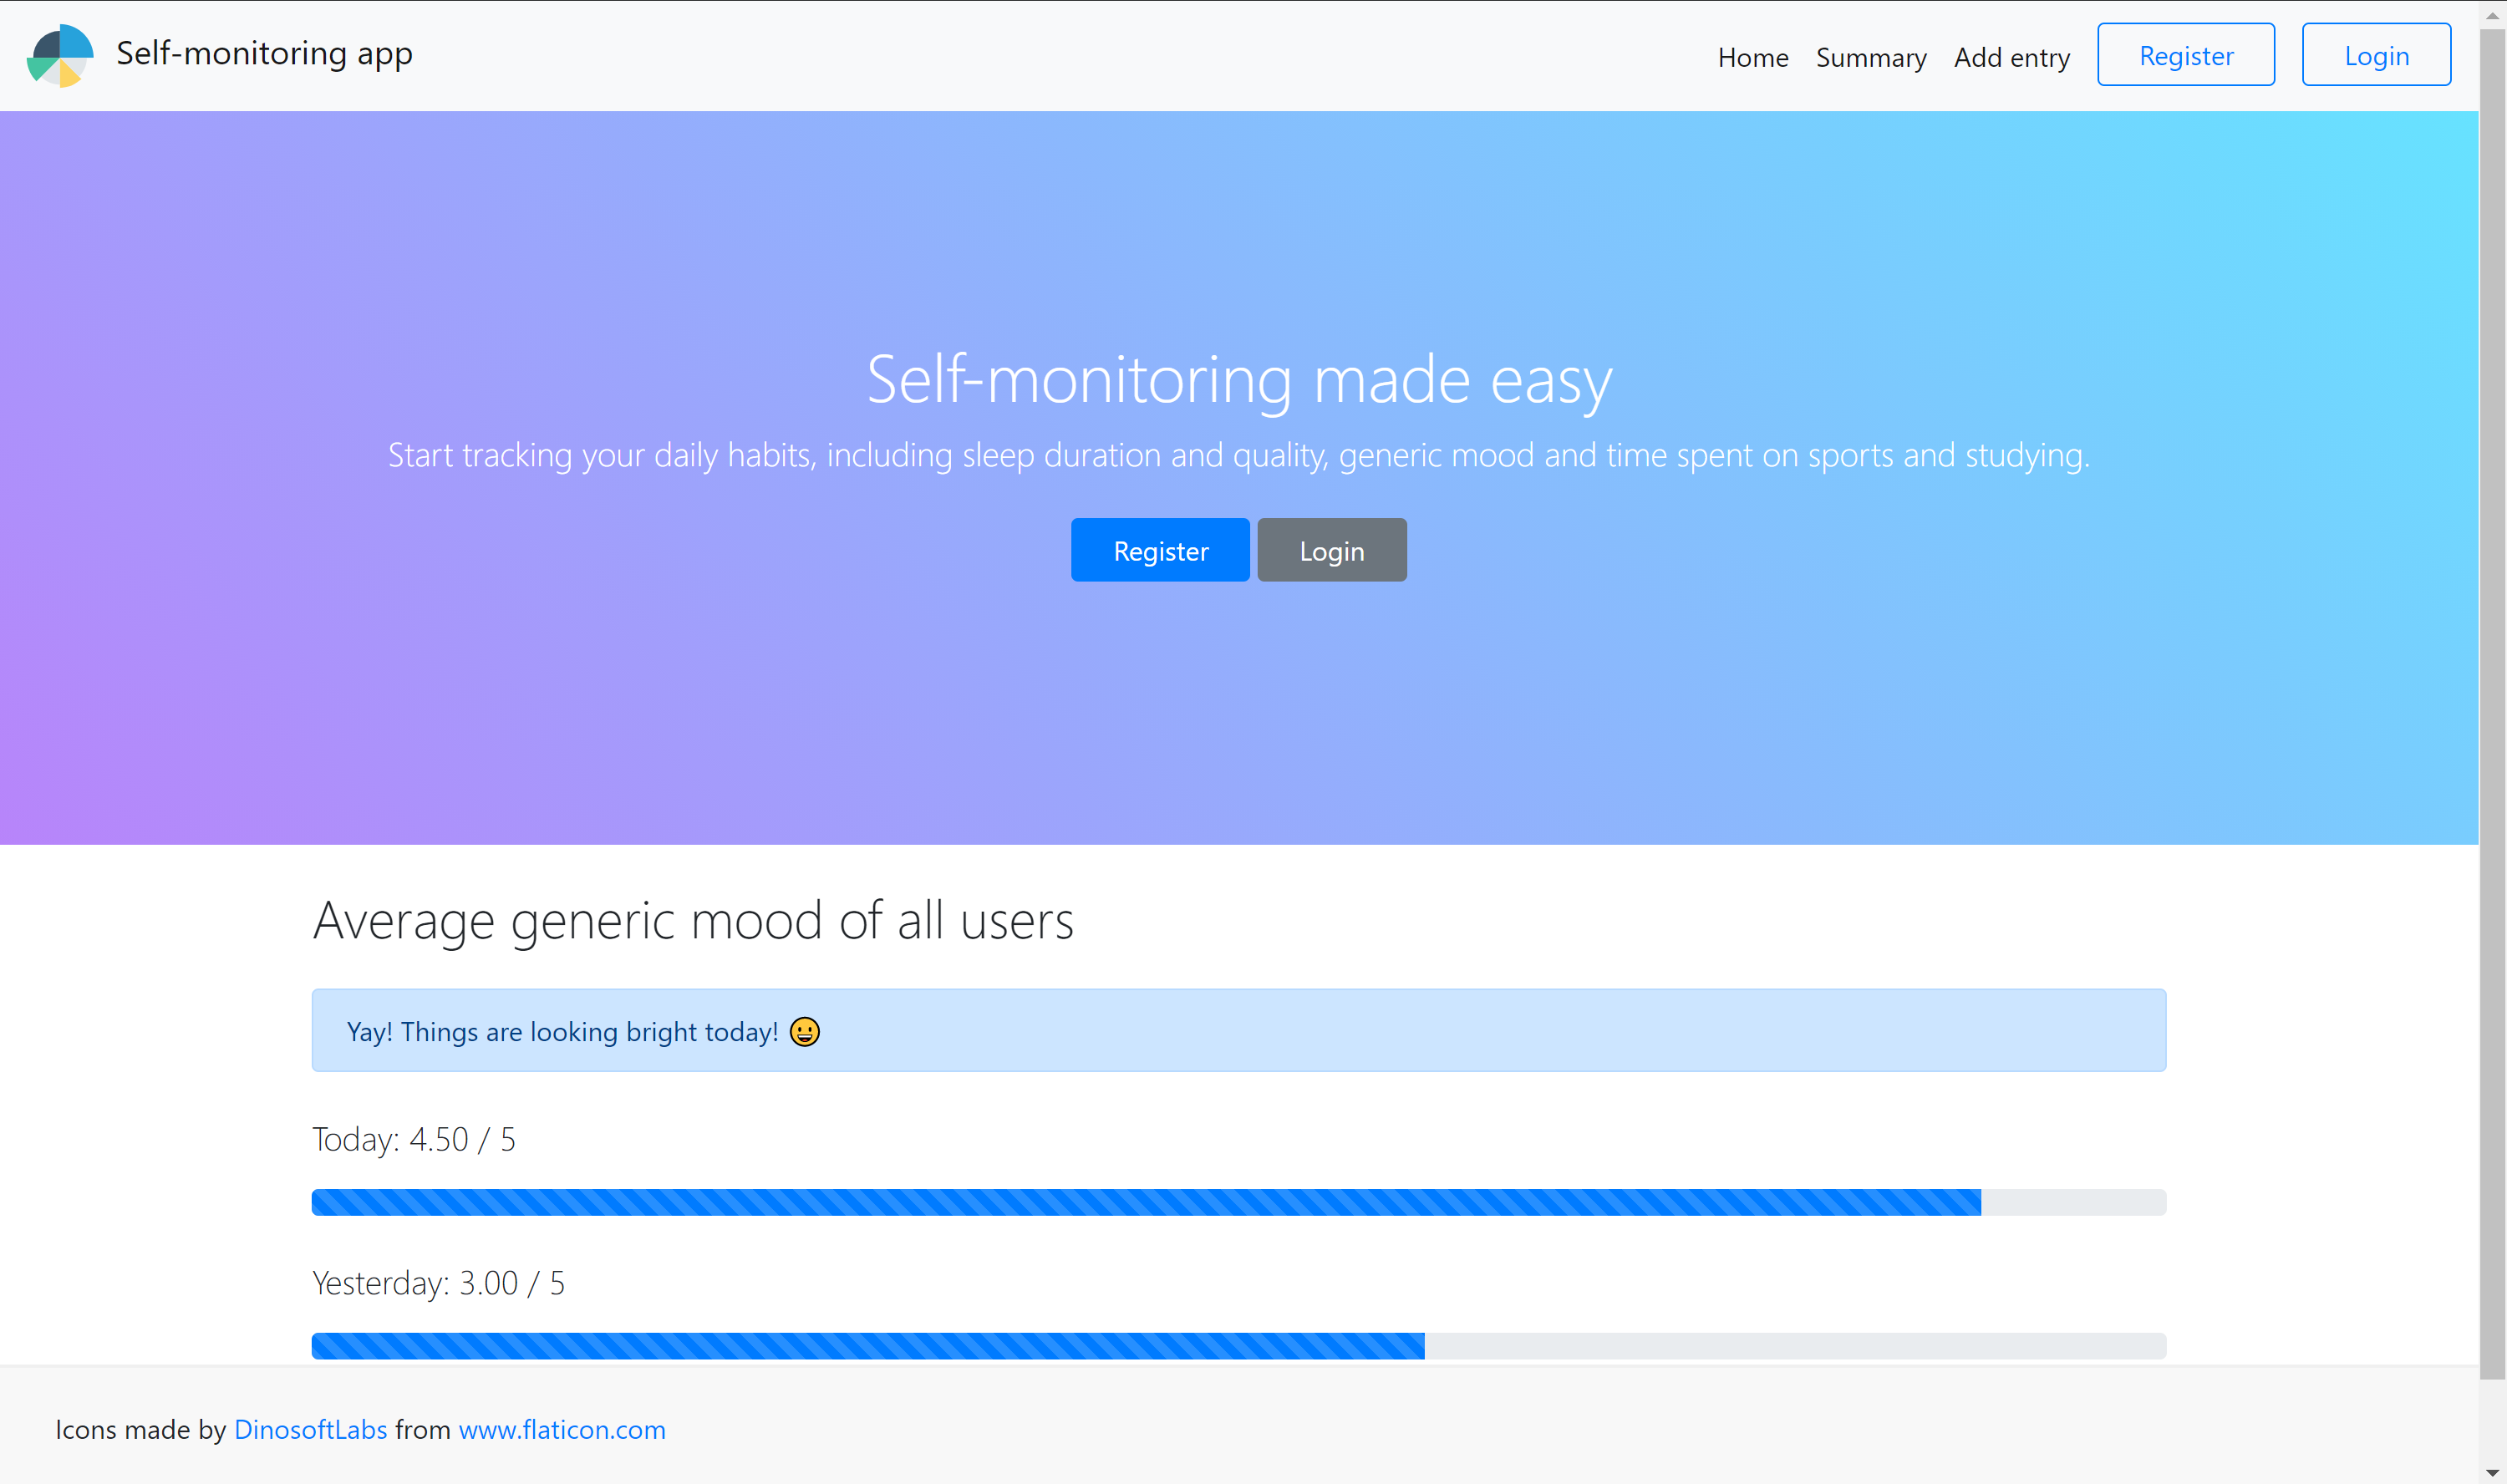 Self-monitoring app
Home Summary Add entry Register Login
Self-monitoring made easy
Start tracking your daily habits, including sleep duration and quality, generic mood and time spent on sports and studying.
Register Login
Average generic mood of all users
Yay! Things are looking bright today! 😀
Today: 4.50 / 5
Yesterday: 3.00 / 5
Icons made by DinosoftLabs from www.flaticon.com